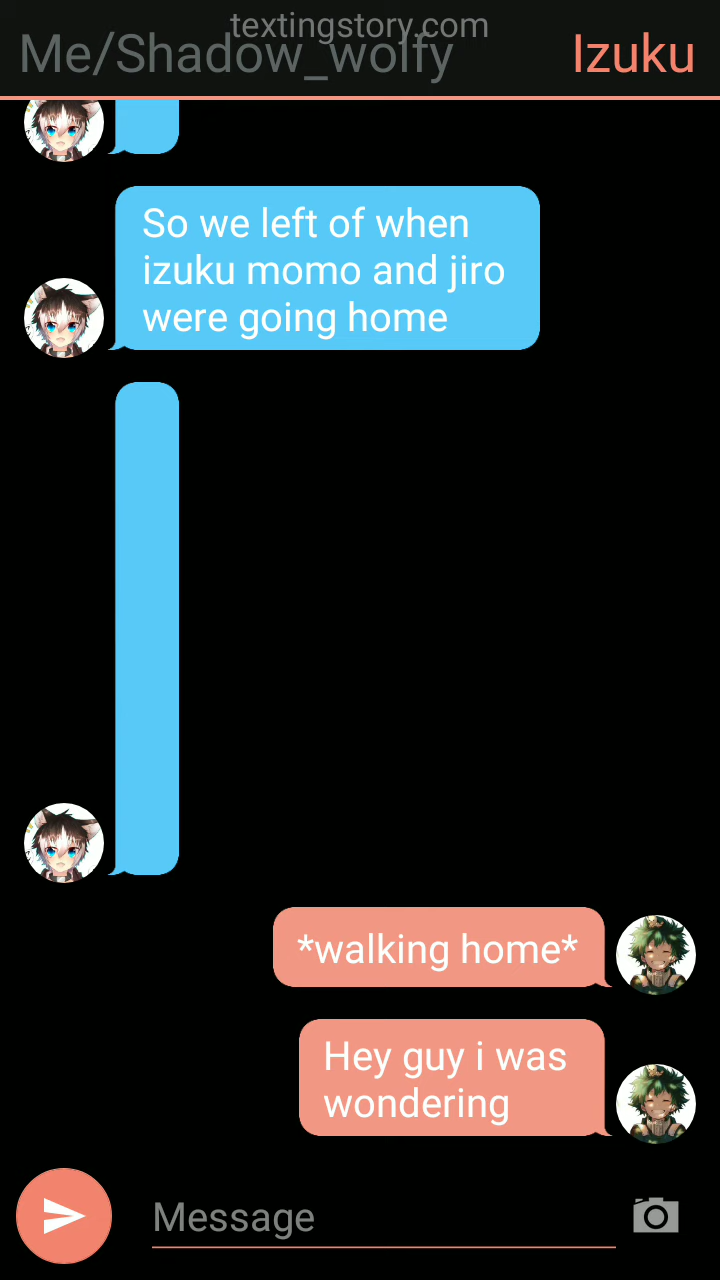 textingstory.com
Me/Shadow_wolfy
Izuku
So we left of when
izuku momo and jiro
were going home
*walking home*
Hey guy i was
wondering
Message